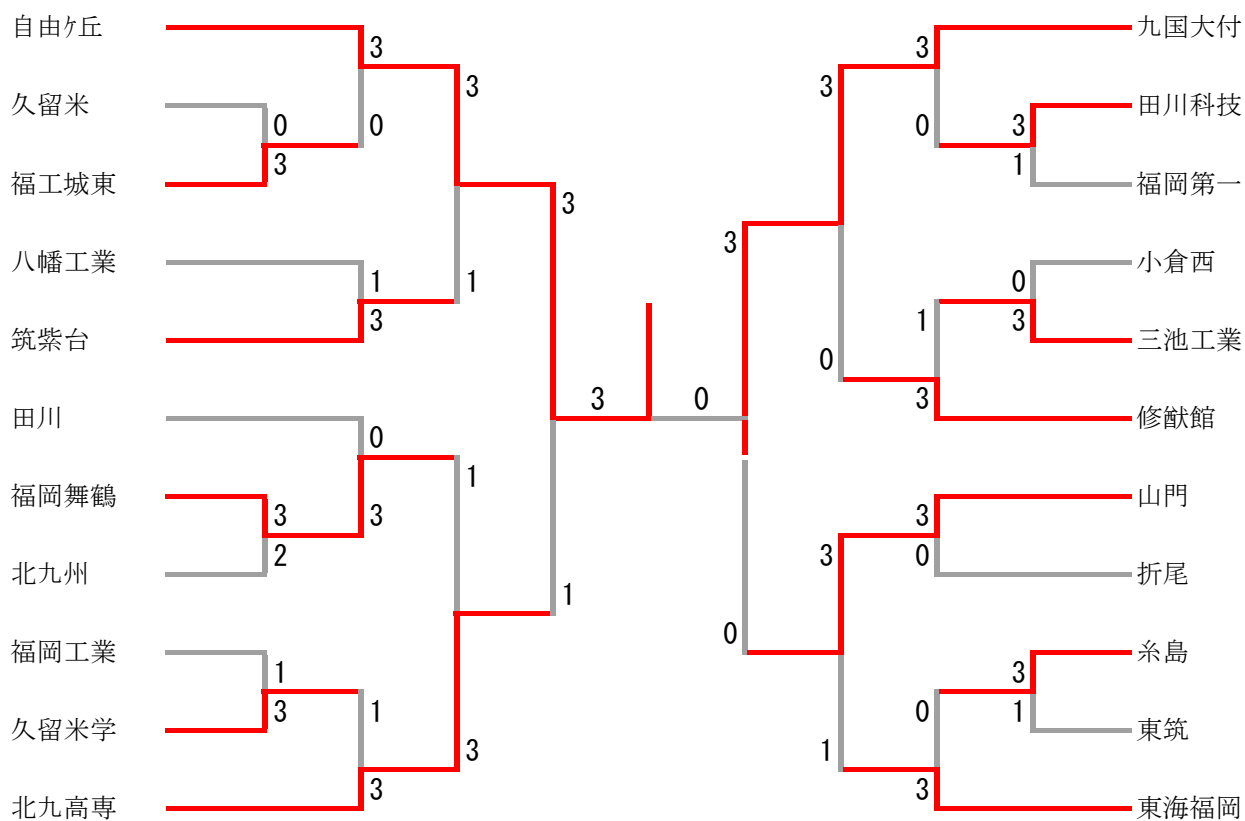 自由ケ丘
3
3
久留米
0
0
福工城東
3
3
八幡工業
1
1
筑紫台
3
田川
0
1
福岡舞鶴
3
3
北九州
2
福岡工業
1
1
久留米学
3
3
北九高専
3
1
3
0
九国大付
3
3
田川科技
3
0
福岡第一
1
3
小倉西
0
1
三池工業
3
0
修猷館
3
山門
3
3
折尾
0
0
糸島
3
0
東筑
1
1
東海福岡
3